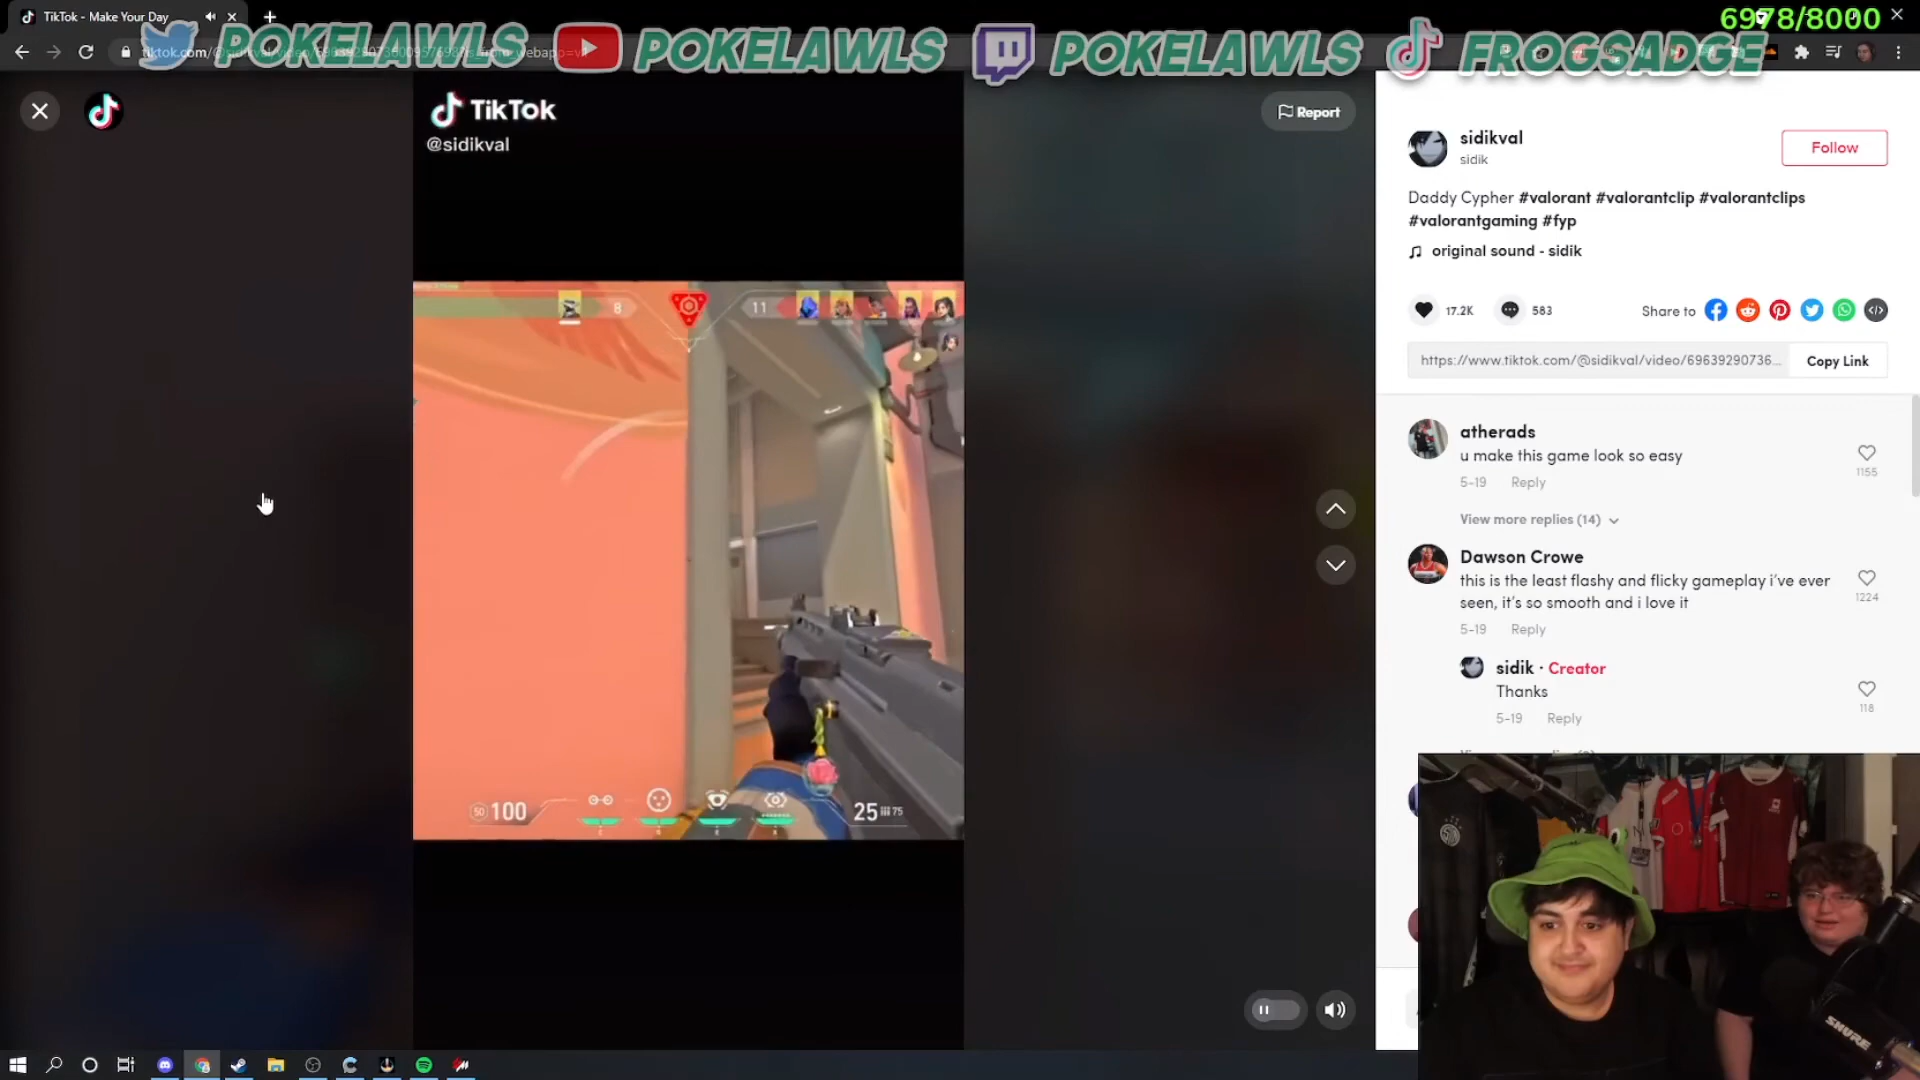 TikTok - Make Your Day
6978/8000
POKELAWLS
POKELAWLS
POKELAWLS
FROGSADGE
TikTok
@sidikval
Report
8
11
50
100
25
75
sidikval
sidik
Follow
Daddy Cypher #valorant #valorantclip #valorantclips
#valorantgaming #fyp
original sound - sidik
17.2K
583
Share to
https://www.tiktok.com/@sidikval/video/69639290736...
Copy Link
atherads
u make this game look so easy
1155
5-19 Reply
View more replies (14)
Dawson Crowe
this is the least flashy and flicky gameplay i've ever
seen, it's so smooth and i love it
1224
5-19 Reply
sidik · Creator
Thanks
118
5-19 Reply
SHURE